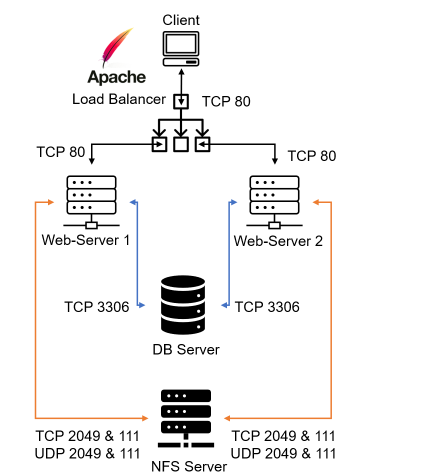 Client
Apache
Load Balancer
TCP 80
TCP 80
TCP 80
Web-Server 1
Web-Server 2
TCP 3306
TCP 3306
DB Server
TCP 2049 & 111
UDP 2049 & 111
TCP 2049 & 111
UDP 2049 & 111
NFS Server